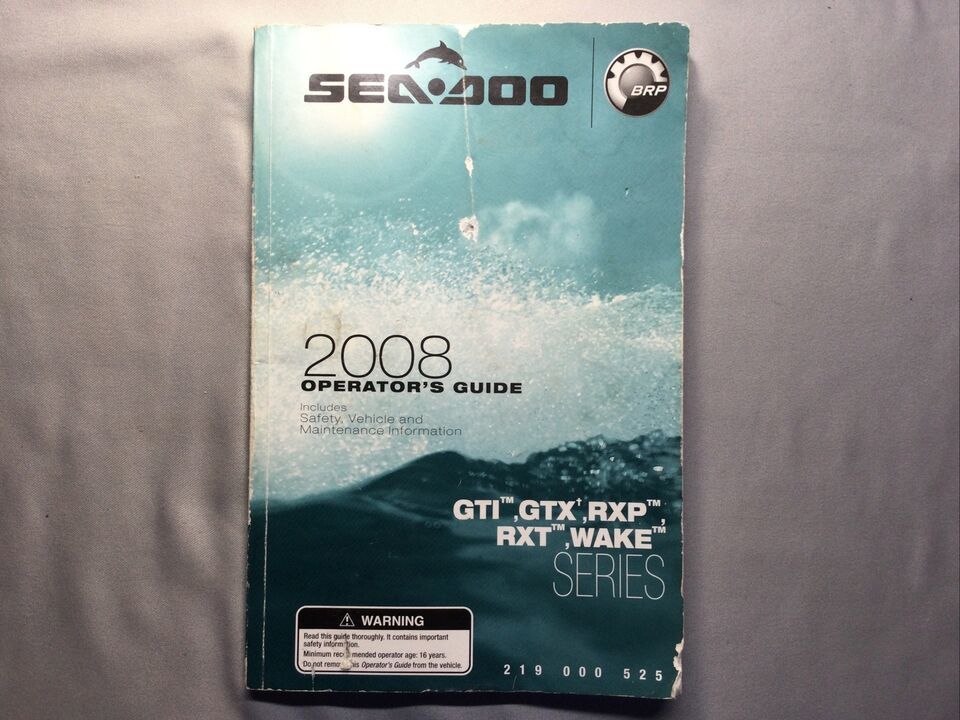 SEA•DOO
BRP
2008
OPERATOR'S GUIDE
Includes
Safety, Vehicle and
Maintenance Information
GTI™, GTX†, RXP™,
RXT™, WAKE™
SERIES
WARNING
Read this guide thoroughly. It contains important
safety information.
Minimum recommended operator age: 16 years.
Do not remove this Operator's Guide from the vehicle.
219 000 525